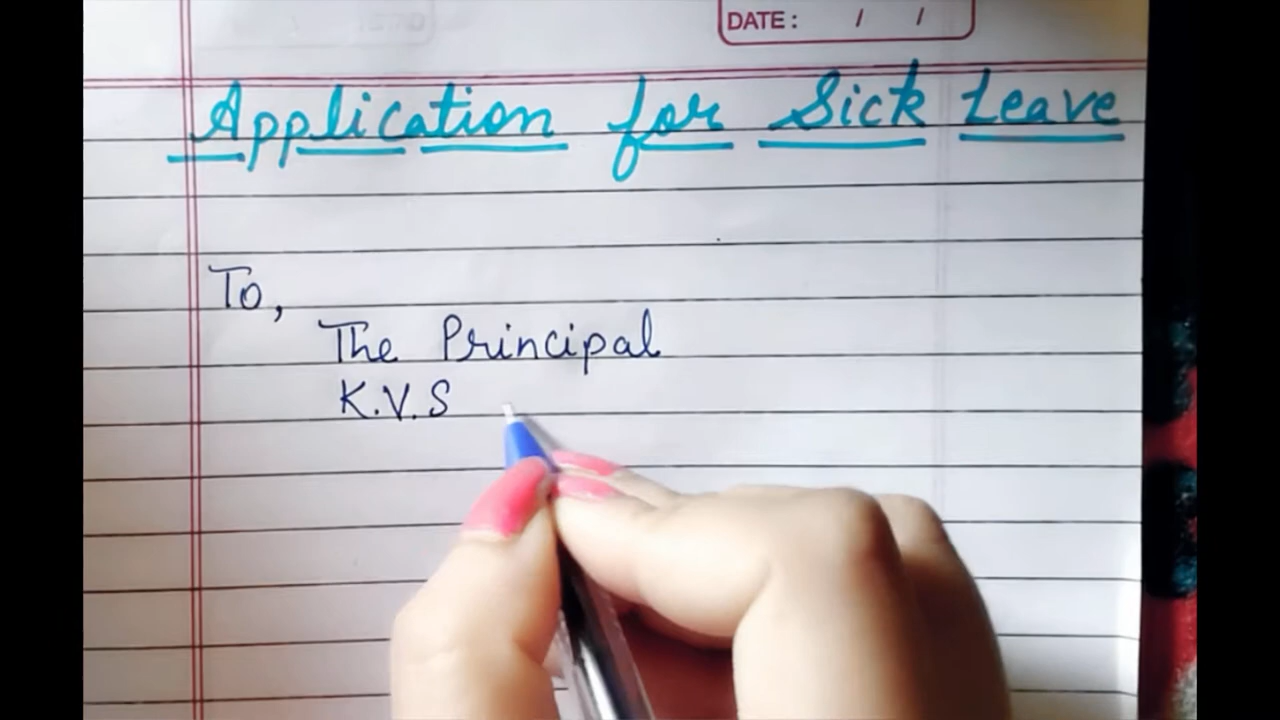 DATE: / /
Application for Sick Leave
To,
The Principal
K.V.S